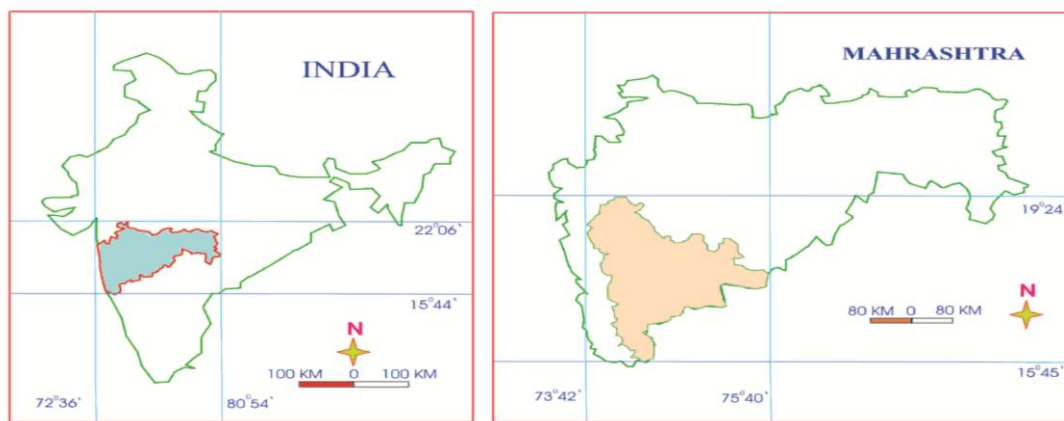 INDIA
22°06`
15°44`
N
100 KM 0 100 KM
72°36`
80°54`
MAHRASHTRA
19°24
N
80 KM 0 80 KM
15°45`
73°42`
75°40`